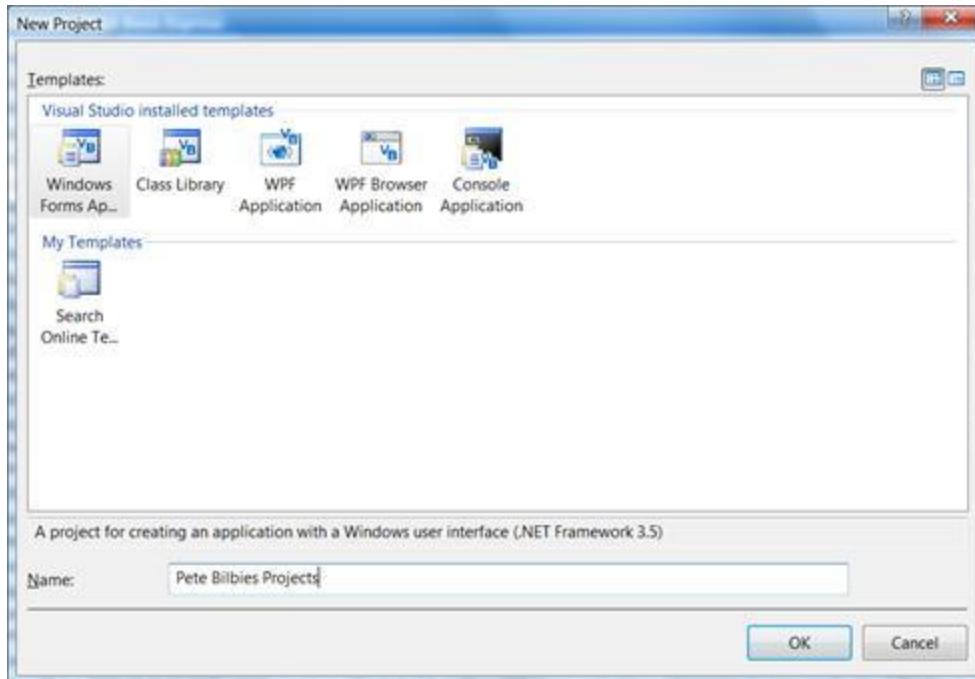 New Project
Templates:
Visual Studio installed templates
Windows Forms Ap...
Class Library
WPF Application
WPF Browser Application
Console Application
My Templates
Search Online Te...
A project for creating an application with a Windows user interface (.NET Framework 3.5)
Name:
Pete Bilbies Projects
OK
Cancel